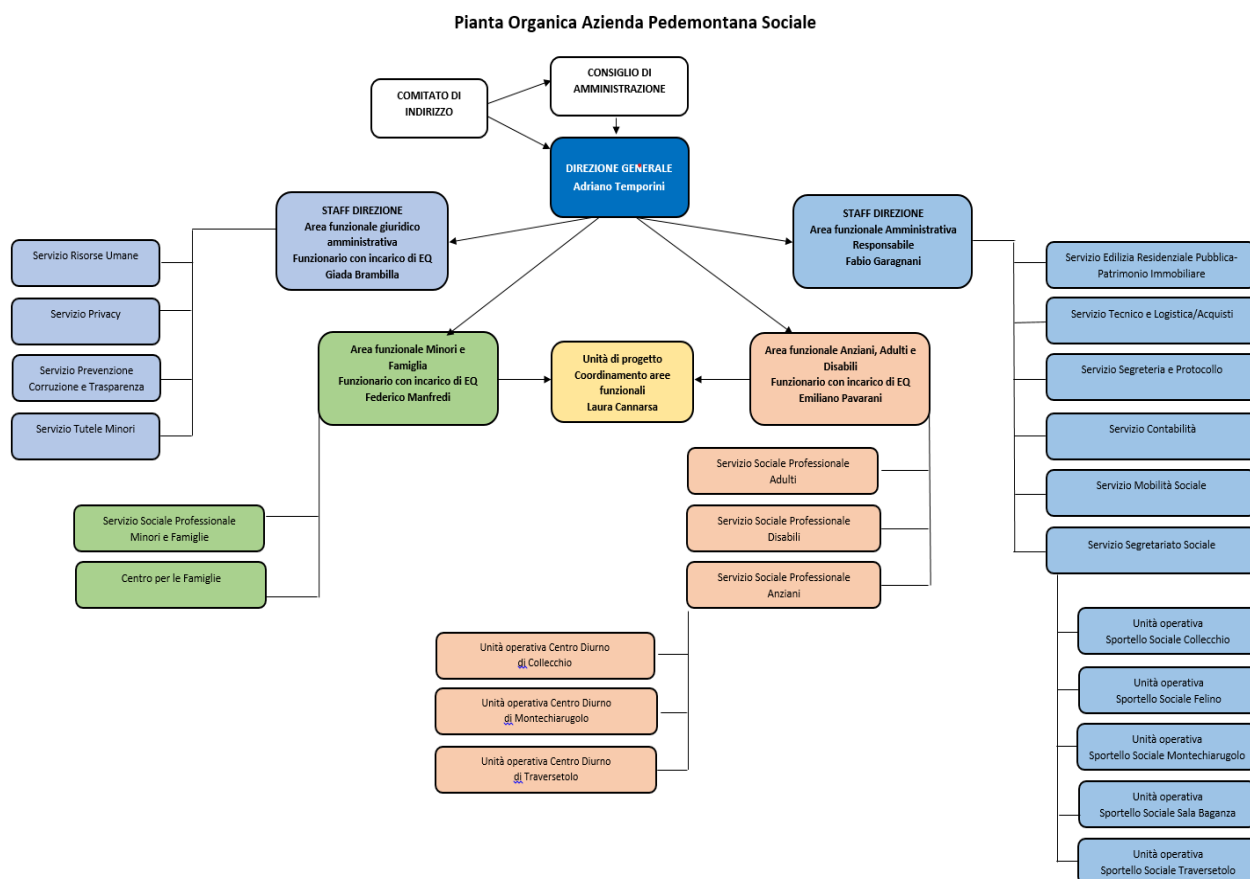 Pianta Organica Azienda Pedemontana Sociale
CONSIGLIO DI
AMMINISTRAZIONE
COMITATO DI
INDIRIZZO
DIREZIONE GENERALE
Adriano Temporini
STAFF DIREZIONE
Area funzionale giuridico
amministrativa
Funzionario con incarico di EQ
Giada Brambilla
STAFF DIREZIONE
Area funzionale Amministrativa
Responsabile
Fabio Garagnani
Servizio Risorse Umane
Servizio Privacy
Servizio Prevenzione
Corruzione e Trasparenza
Servizio Tutele Minori
Servizio Edilizia Residenziale Pubblica-
Patrimonio Immobiliare
Servizio Tecnico e Logistica/Acquisti
Servizio Segreteria e Protocollo
Servizio Contabilità
Servizio Mobilità Sociale
Servizio Segretariato Sociale
Area funzionale Minori e
Famiglia
Funzionario con incarico di EQ
Federico Manfredi
Unità di progetto
Coordinamento aree
funzionali
Laura Cannarsa
Area funzionale Anziani, Adulti e
Disabili
Funzionario con incarico di EQ
Emiliano Pavarani
Servizio Sociale Professionale
Minori e Famiglie
Centro per le Famiglie
Servizio Sociale Professionale
Adulti
Servizio Sociale Professionale
Disabili
Servizio Sociale Professionale
Anziani
Unità operativa Centro Diurno
di Collecchio
Unità operativa Centro Diurno
di Montechiarugolo
Unità operativa Centro Diurno
di Traversetolo
Unità operativa
Sportello Sociale Collecchio
Unità operativa
Sportello Sociale Felino
Unità operativa
Sportello Sociale Montechiarugolo
Unità operativa
Sportello Sociale Sala Baganza
Unità operativa
Sportello Sociale Traversetolo